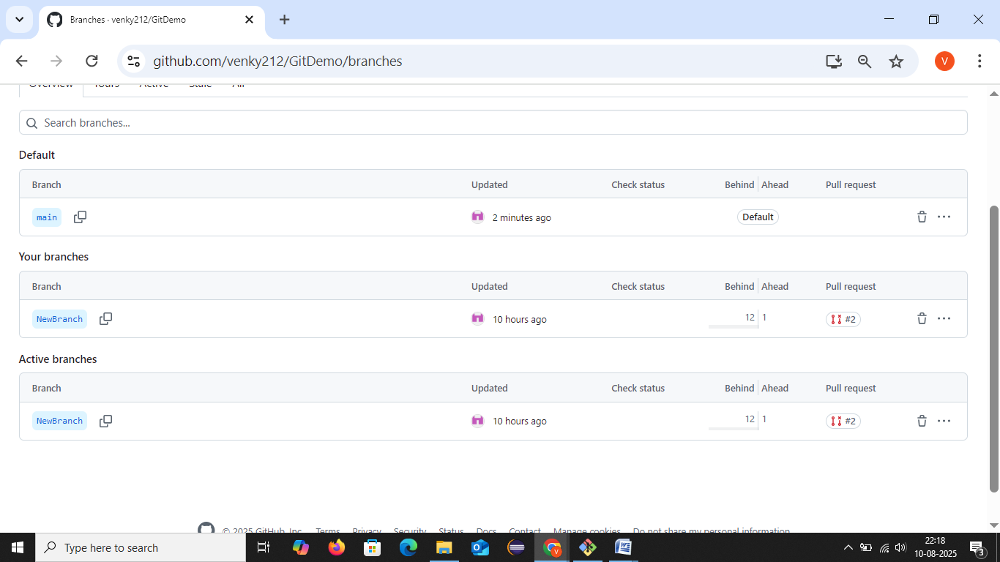 Branches · venky212/GitDemo
github.com/venky212/GitDemo/branches
V
Overview Yours Active Stale All
Search branches...
Default
Branch Updated Check status Behind Ahead Pull request
main 2 minutes ago Default
Your branches
Branch Updated Check status Behind Ahead Pull request
NewBranch 10 hours ago 12 1 #2
Active branches
Branch Updated Check status Behind Ahead Pull request
NewBranch 10 hours ago 12 1 #2
© 2025 GitHub, Inc. Terms Privacy Security Status Docs Contact Manage cookies Do not share my personal information
Type here to search
V
22:18
10-08-2025
3